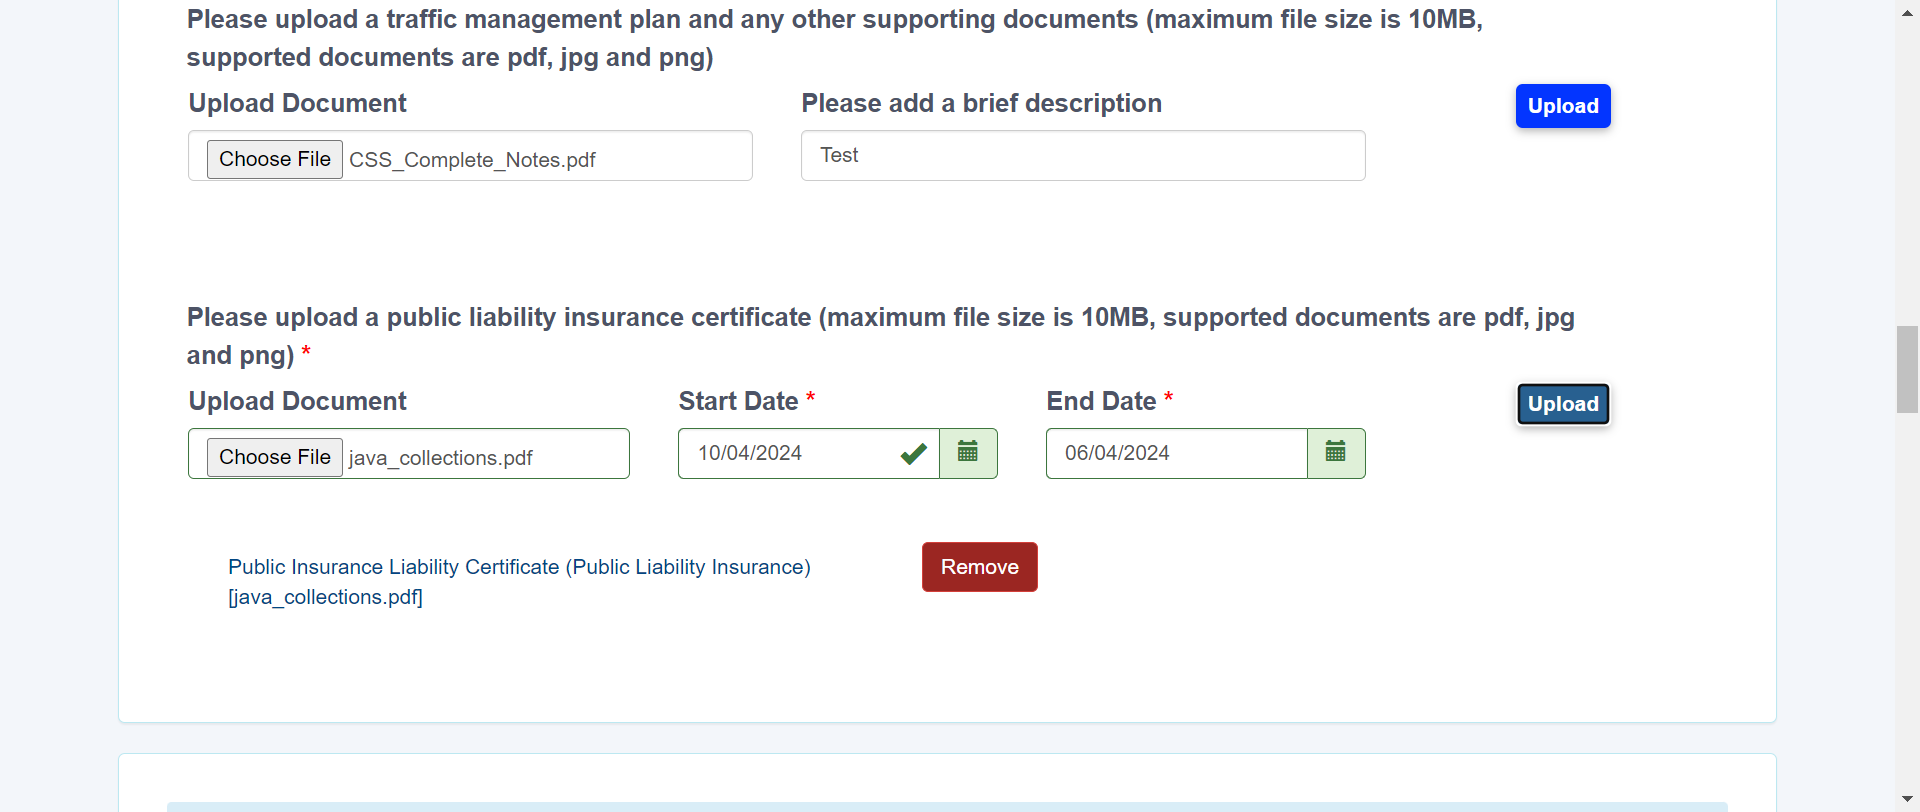 Please upload a traffic management plan and any other supporting documents (maximum file size is 10MB,
supported documents are pdf, jpg and png)
Upload Document
Please add a brief description
Upload
Choose File CSS_Complete_Notes.pdf
Test
Please upload a public liability insurance certificate (maximum file size is 10MB, supported documents are pdf, jpg
and png) *
Upload Document
Start Date *
End Date *
Upload
Choose File java_collections.pdf
10/04/2024
06/04/2024
Public Insurance Liability Certificate (Public Liability Insurance)
[java_collections.pdf]
Remove